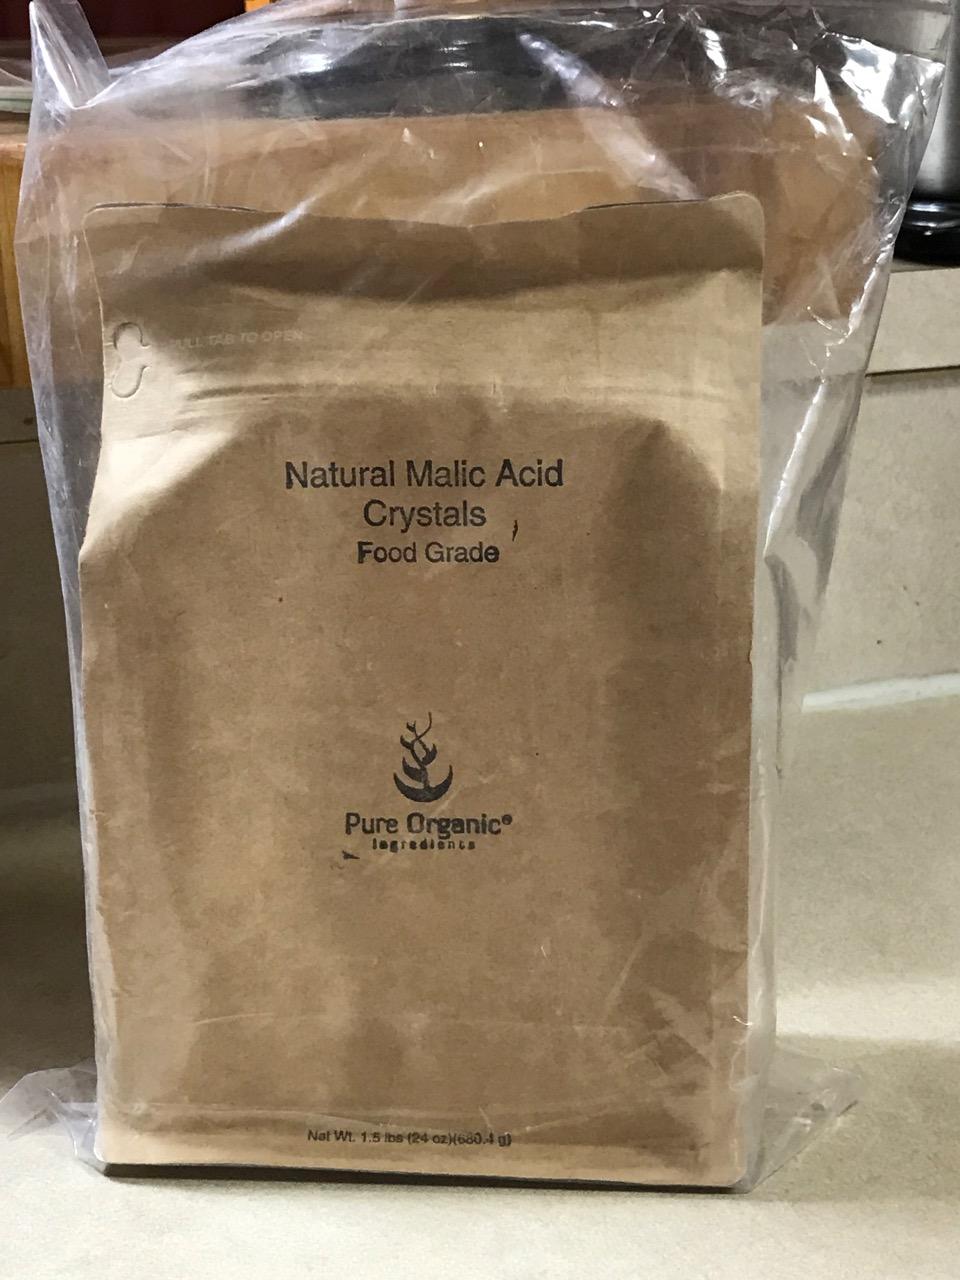 PULL TAB TO OPEN
Natural Malic Acid
Crystals
Food Grade
Pure Organic®
Ingredients
Net Wt. 1.5 lbs (24 oz)(680.4 g)